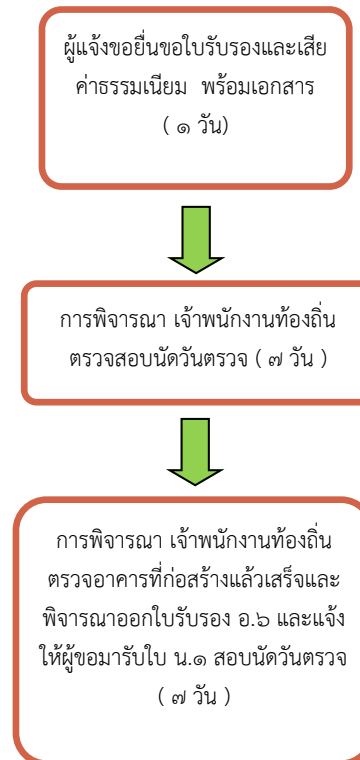 ผู้แจ้งขอยื่นขอใบรับรองและเสีย
ค่าธรรมเนียม พร้อมเอกสาร
( ๑ วัน)
การพิจารณา เจ้าพนักงานท้องถิ่น
ตรวจสอบนัดวันตรวจ ( ๗ วัน )
การพิจารณา เจ้าพนักงานท้องถิ่น
ตรวจอาคารที่ก่อสร้างแล้วเสร็จและ
พิจารณาออกใบรับรอง อ.๖ และแจ้ง
ให้ผู้ขอมารับใบ น.๑ สอบนัดวันตรวจ
( ๗ วัน )